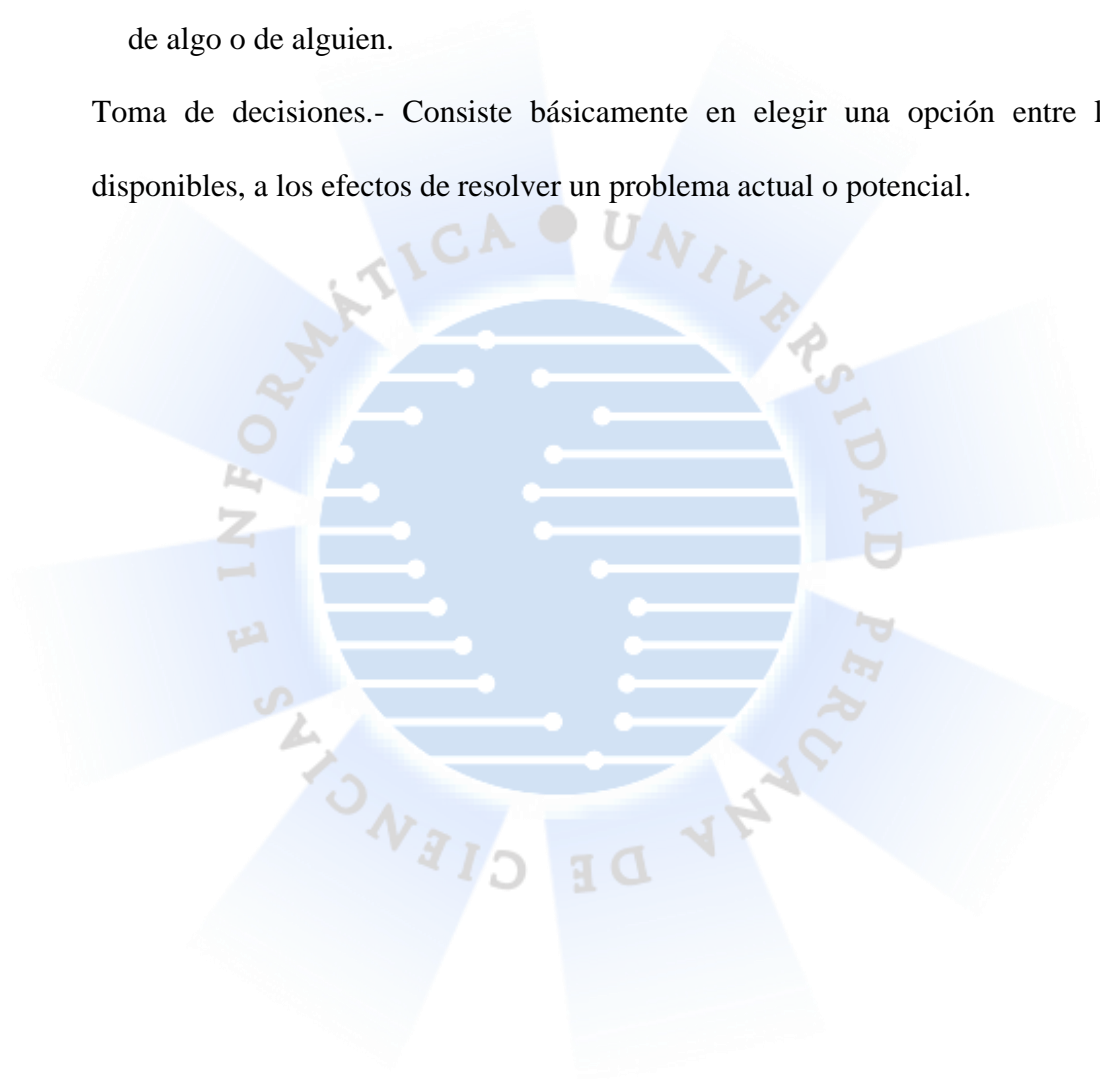 de algo o de alguien.
Toma de decisiones.- Consiste básicamente en elegir una opción entre
disponibles, a los efectos de resolver un problema actual o potencial.
UNIVERSIDAD PERUANA DE CIENCIAS E INFORMÁTICA